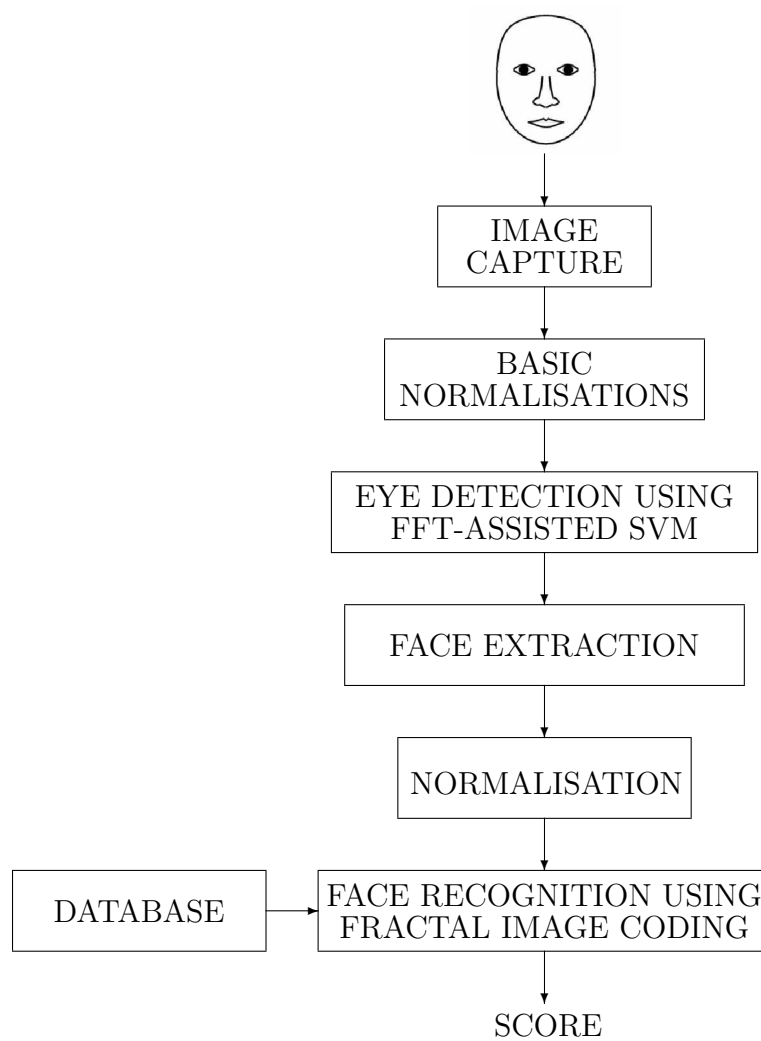 IMAGE
CAPTURE
BASIC
NORMALISATIONS
EYE DETECTION USING
FFT-ASSISTED SVM
FACE EXTRACTION
NORMALISATION
DATABASE
FACE RECOGNITION USING
FRACTAL IMAGE CODING
SCORE